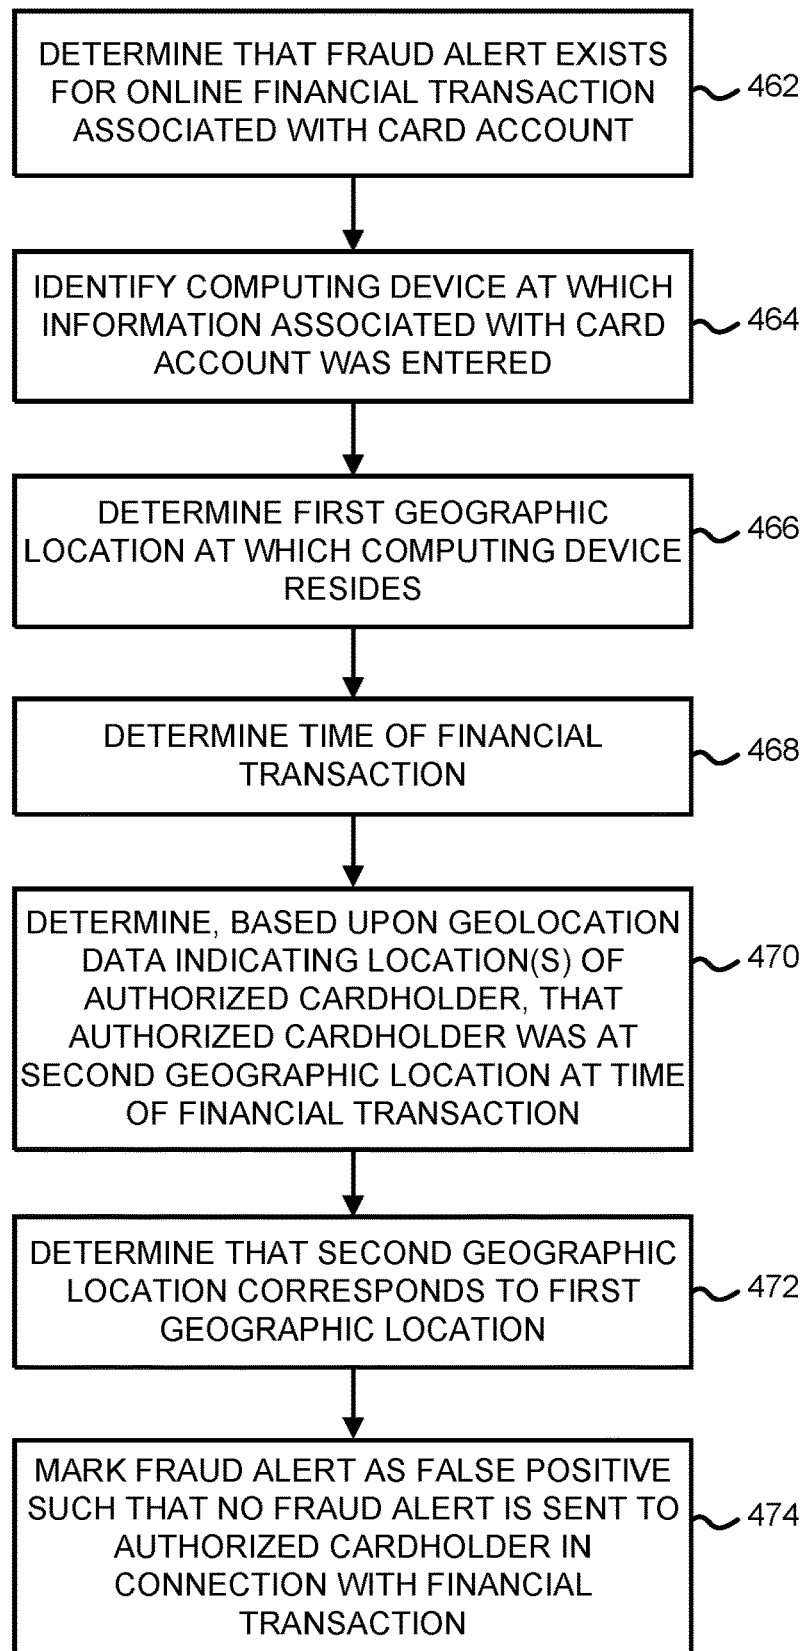 DETERMINE THAT FRAUD ALERT EXISTS
FOR ONLINE FINANCIAL TRANSACTION
ASSOCIATED WITH CARD ACCOUNT
462
IDENTIFY COMPUTING DEVICE AT WHICH
INFORMATION ASSOCIATED WITH CARD
ACCOUNT WAS ENTERED
464
DETERMINE FIRST GEOGRAPHIC
LOCATION AT WHICH COMPUTING DEVICE
RESIDES
466
DETERMINE TIME OF FINANCIAL
TRANSACTION
468
DETERMINE, BASED UPON GEOLOCATION
DATA INDICATING LOCATION(S) OF
AUTHORIZED CARDHOLDER, THAT
AUTHORIZED CARDHOLDER WAS AT
SECOND GEOGRAPHIC LOCATION AT TIME
OF FINANCIAL TRANSACTION
470
DETERMINE THAT SECOND GEOGRAPHIC
LOCATION CORRESPONDS TO FIRST
GEOGRAPHIC LOCATION
472
MARK FRAUD ALERT AS FALSE POSITIVE
SUCH THAT NO FRAUD ALERT IS SENT TO
AUTHORIZED CARDHOLDER IN
CONNECTION WITH FINANCIAL
TRANSACTION
474